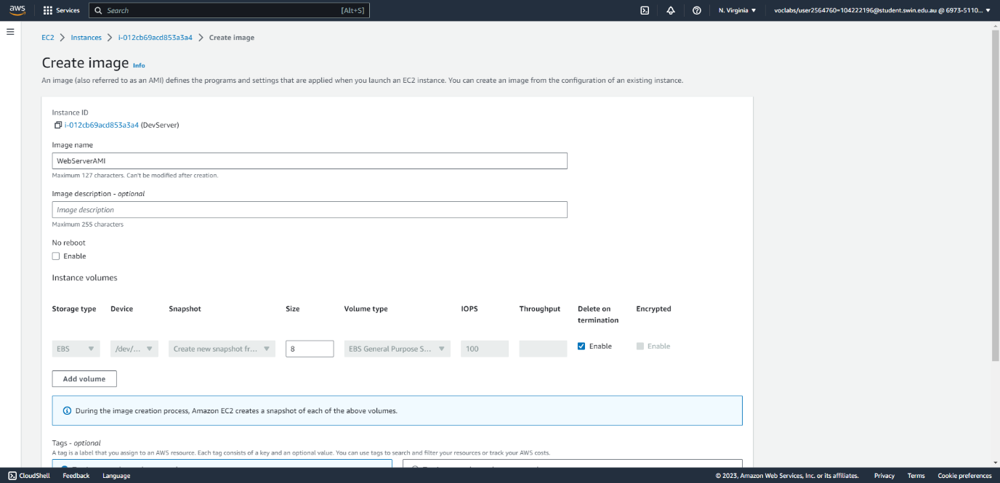 aws
Services
Search
[Alt+S]
N. Virginia
voclabs/user2564760=104222196@student.swin.edu.au @ 6973-5110...
EC2
Instances
i-012cb69acd853a3a4
Create image
Create image Info
An image (also referred to as an AMI) defines the programs and settings that are applied when you launch an EC2 instance. You can create an image from the configuration of an existing instance.
Instance ID
i-012cb69acd853a3a4 (DevServer)
Image name
WebServerAMI
Maximum 127 characters. Can't be modified after creation.
Image description - optional
Image description
Maximum 255 characters
No reboot
Enable
Instance volumes
Storage type
Device
Snapshot
Size
Volume type
IOPS
Throughput
Delete on
termination
Encrypted
EBS
/dev/...
Create new snapshot fr...
8
EBS General Purpose S...
100
Enable
Enable
Add volume
During the image creation process, Amazon EC2 creates a snapshot of each of the above volumes.
Tags - optional
A tag is a label that you assign to an AWS resource. Each tag consists of a key and an optional value. You can use tags to search and filter your resources or track your AWS costs.
CloudShell
Feedback
Language
© 2023, Amazon Web Services, Inc. or its affiliates.
Privacy
Terms
Cookie preferences